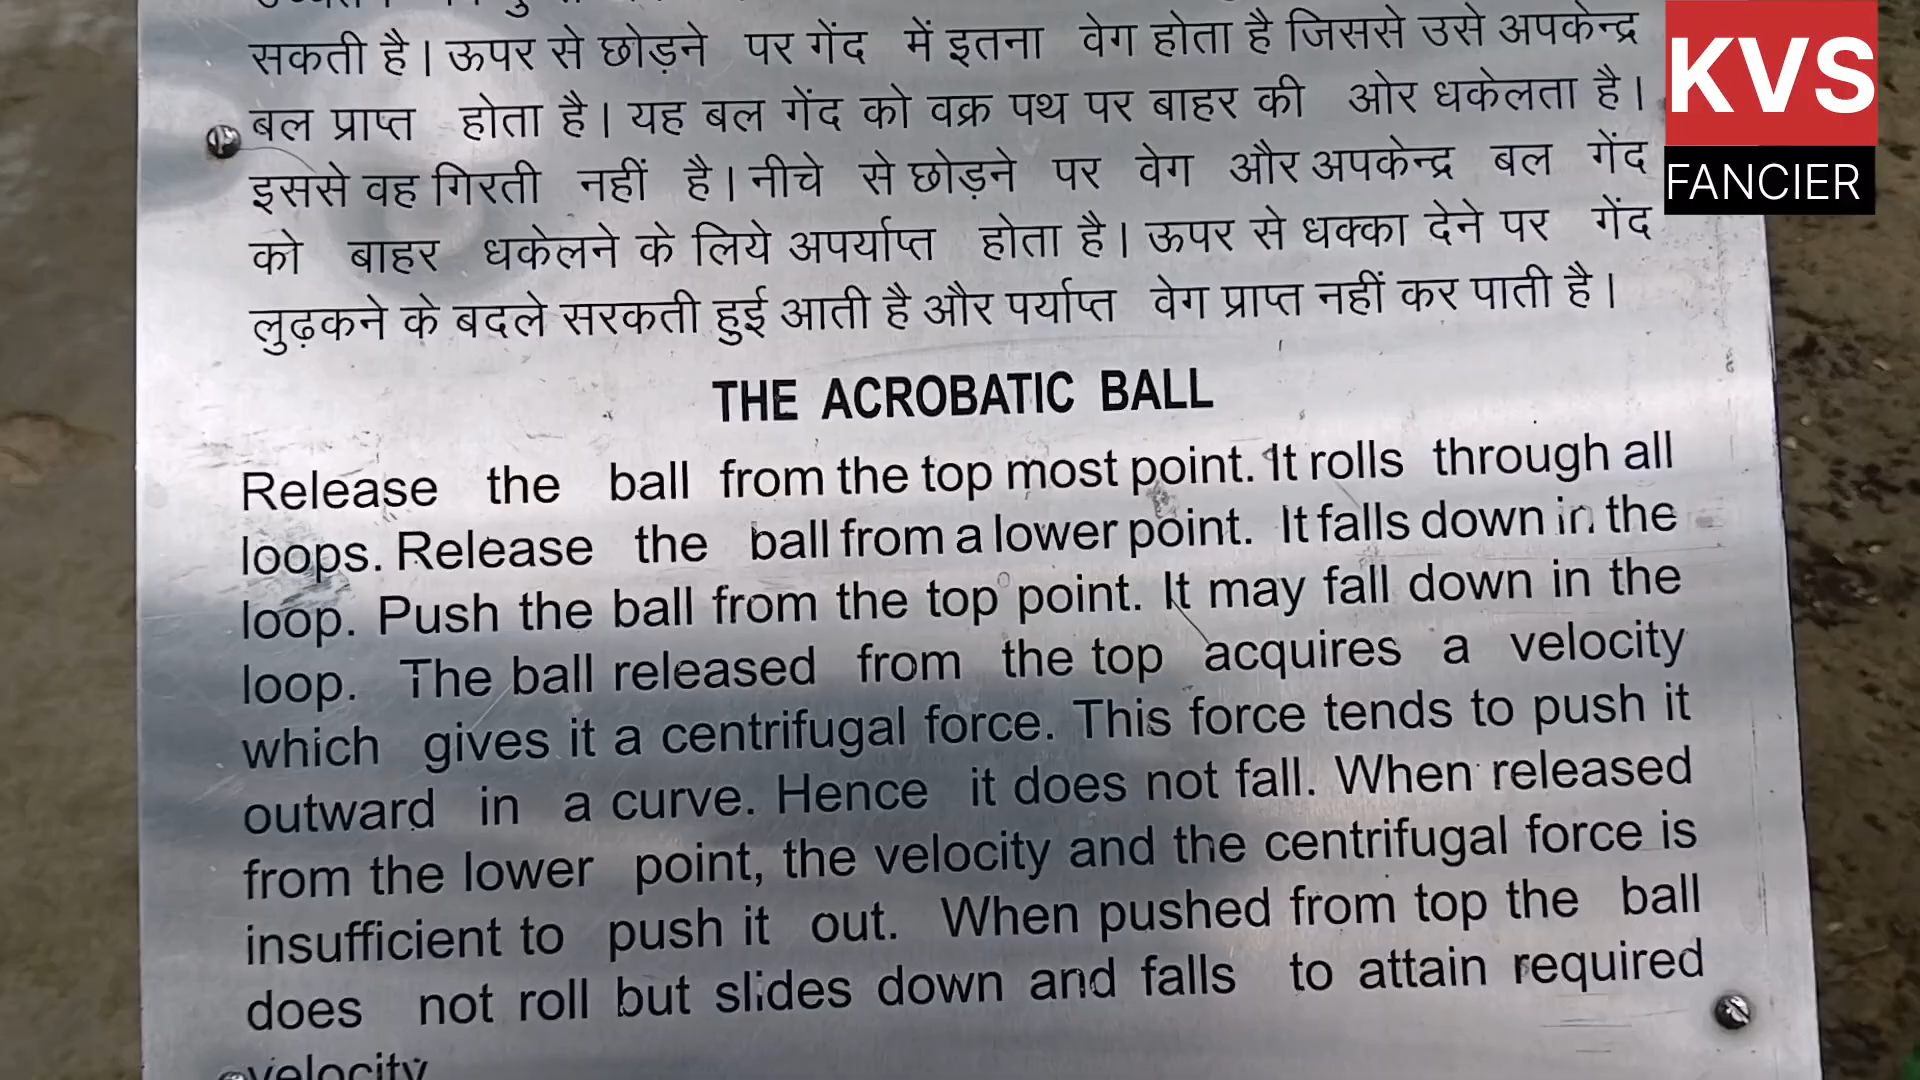 सकती है। ऊपर से छोड़ने पर गेंद में इतना वेग होता है जिससे उसे अपकेन्द्र
बल प्राप्त होता है। यह बल गेंद को वक्र पथ पर बाहर की ओर धकेलता है।
इससे वह गिरती नहीं है। नीचे से छोड़ने पर वेग और अपकेन्द्र बल गेंद
को बाहर धकेलने के लिये अपर्याप्त होता है। ऊपर से धक्का देने पर गेंद
लुढ़कने के बदले सरकती हुई आती है और पर्याप्त वेग प्राप्त नहीं कर पाती है।
THE ACROBATIC BALL
Release the ball from the top most point. It rolls through all
loops. Release the ball from a lower point. It falls down in the
loop. Push the ball from the top point. It may fall down in the
loop. The ball released from the top acquires a velocity
which gives it a centrifugal force. This force tends to push it
outward in a curve. Hence it does not fall. When released
from the lower point, the velocity and the centrifugal force is
insufficient to push it out. When pushed from top the ball
does not roll but slides down and falls to attain required
velocity
KVS
FANCIER